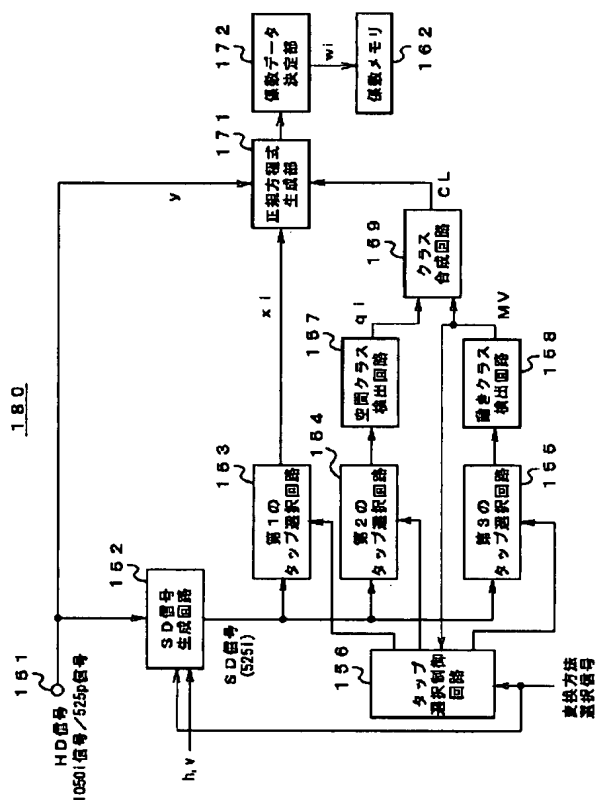 180
151
HD信号
1050i信号/525p信号
h,v
152
SD信号
生成回路
SD信号
(525i)
y
153
第1の
タップ選択回路
xi
154
第2の
タップ選択回路
155
第3の
タップ選択回路
156
タップ
選択制御
回路
変換方法
選択信号
157
空間クラス
検出回路
qi
158
動きクラス
検出回路
MV
159
クラス
合成回路
CL
171
正規方程式
生成部
172
係数データ
決定部
wi
係数メモリ
162